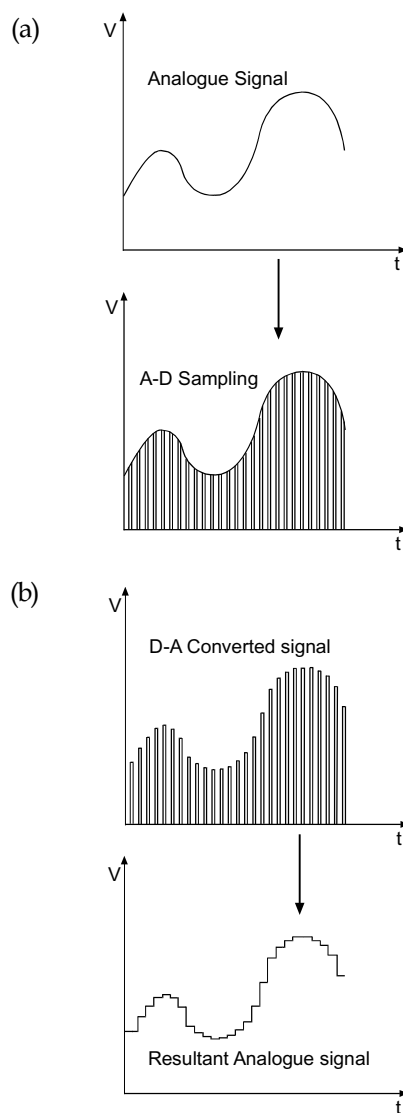 (a)
V
Analogue Signal
t
V
A-D Sampling
t
(b)
V
D-A Converted signal
t
V
Resultant Analogue signal
t